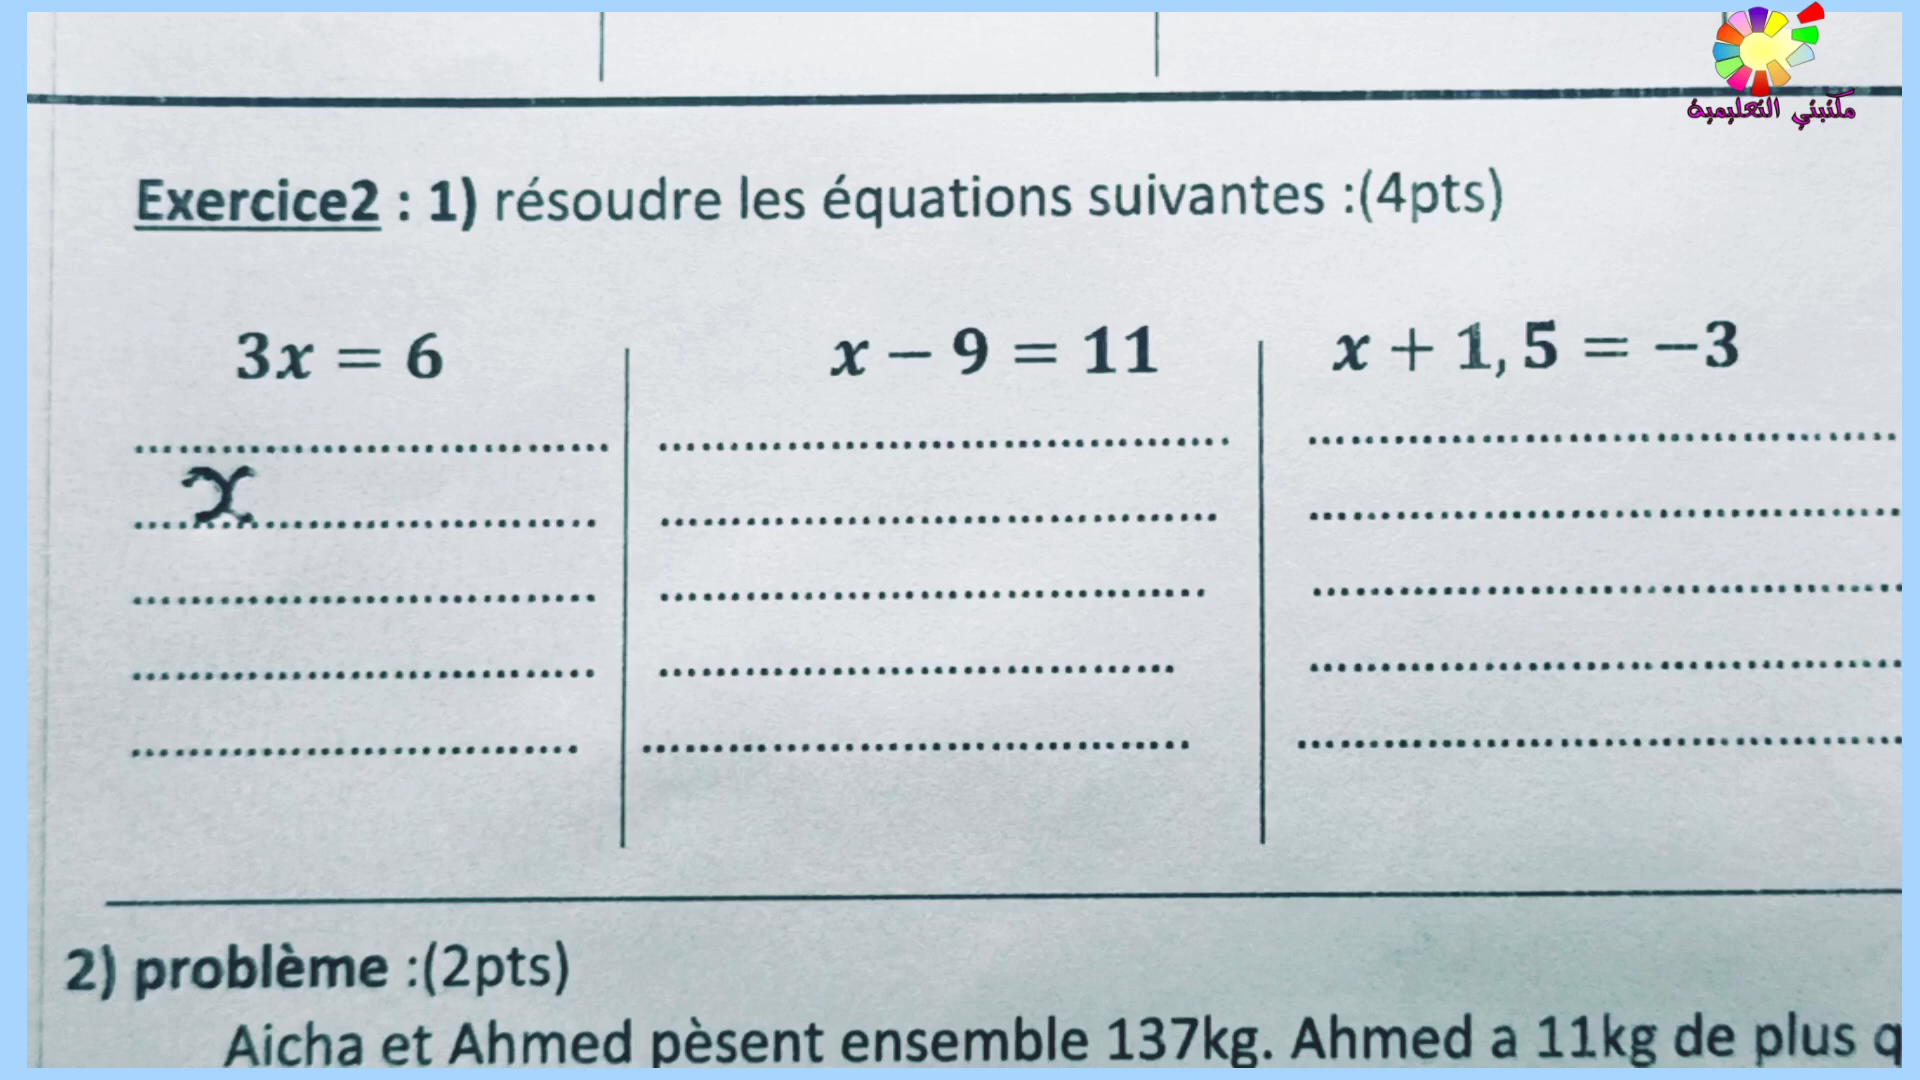 مكتبتي التعليمية
Exercice2 : 1) résoudre les équations suivantes :(4pts)
3x = 6
x − 9 = 11
x + 1, 5 = −3
x
2) problème :(2pts)
Aicha et Ahmed pèsent ensemble 137kg. Ahmed a 11kg de plus q